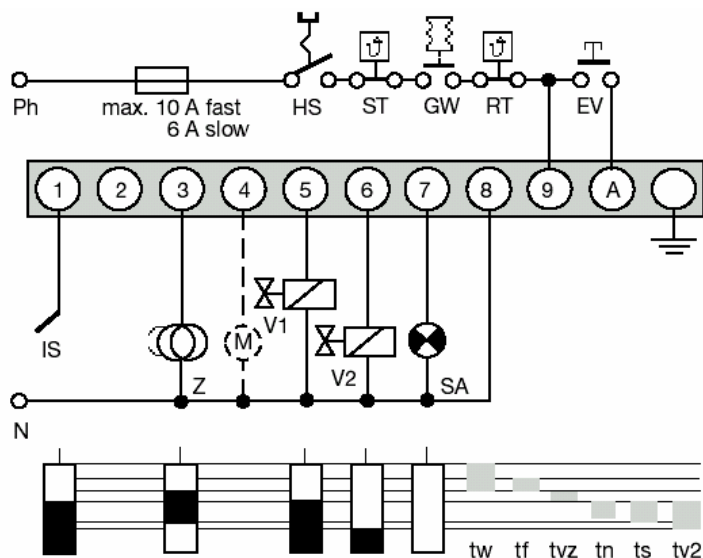 Ph
max. 10 A fast
6 A slow
HS
ST
GW
RT
EV
ϑ
ϑ
1 2 3 4 5 6 7 8 9 A
IS
Z
M
V1
V2
SA
N
tw tf tvz tn ts tv2